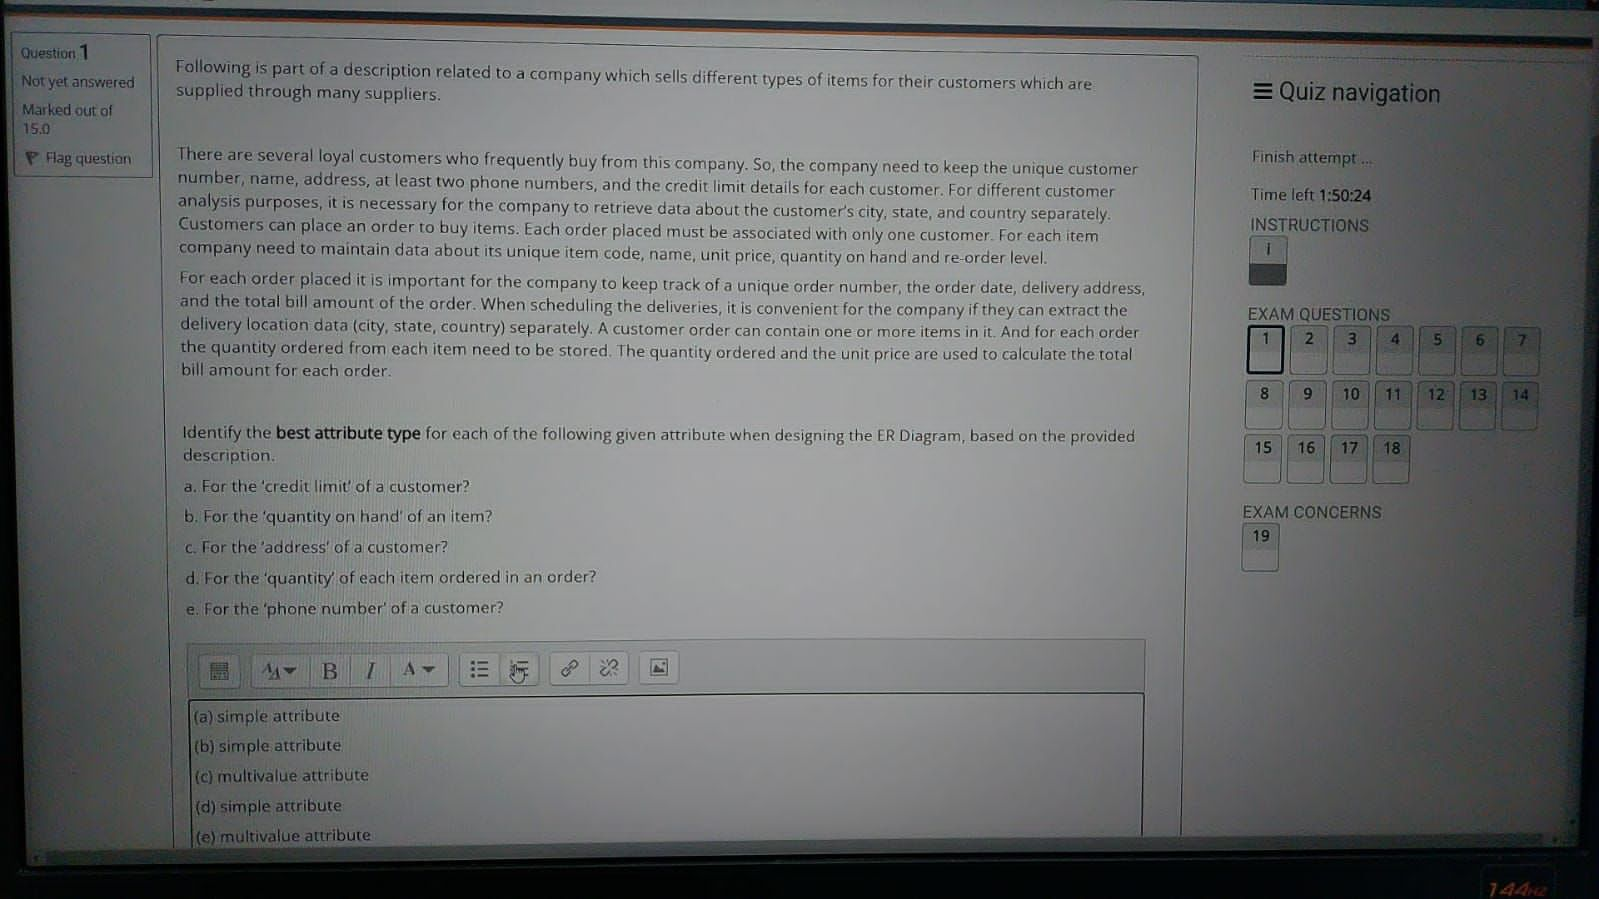 Question 1
Not yet answered
Marked out of
15.0
Flag question
Following is part of a description related to a company which sells different types of items for their customers which are
supplied through many suppliers.
There are several loyal customers who frequently buy from this company. So, the company need to keep the unique customer
number, name, address, at least two phone numbers, and the credit limit details for each customer. For different customer
analysis purposes, it is necessary for the company to retrieve data about the customer's city, state, and country separately.
Customers can place an order to buy items. Each order placed must be associated with only one customer. For each item
company need to maintain data about its unique item code, name, unit price, quantity on hand and re-order level.
For each order placed it is important for the company to keep track of a unique order number, the order date, delivery address,
and the total bill amount of the order. When scheduling the deliveries, it is convenient for the company if they can extract the
delivery location data (city, state, country) separately. A customer order can contain one or more items in it. And for each order
the quantity ordered from each item need to be stored. The quantity ordered and the unit price are used to calculate the total
bill amount for each order.
Identify the best attribute type for each of the following given attribute when designing the ER Diagram, based on the provided
description.
a. For the 'credit limit' of a customer?
b. For the 'quantity on hand' of an item?
c. For the 'address' of a customer?
d. For the 'quantity' of each item ordered in an order?
e. For the 'phone number' of a customer?
B I A
(a) simple attribute
(b) simple attribute
(c) multivalue attribute
(d) simple attribute
(e) multivalue attribute
Quiz navigation
Finish attempt ...
Time left 1:50:24
INSTRUCTIONS
i
EXAM QUESTIONS
1 2 3 4 5 6 7
8 9 10 11 12 13 14
15 16 17 18
EXAM CONCERNS
19
144HZ